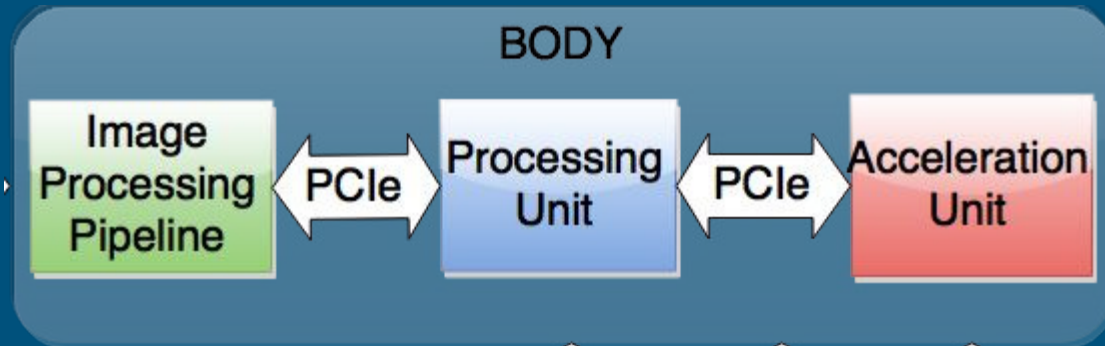 BODY
Image
Processing
Pipeline
PCIe
Processing
Unit
PCIe
Acceleration
Unit